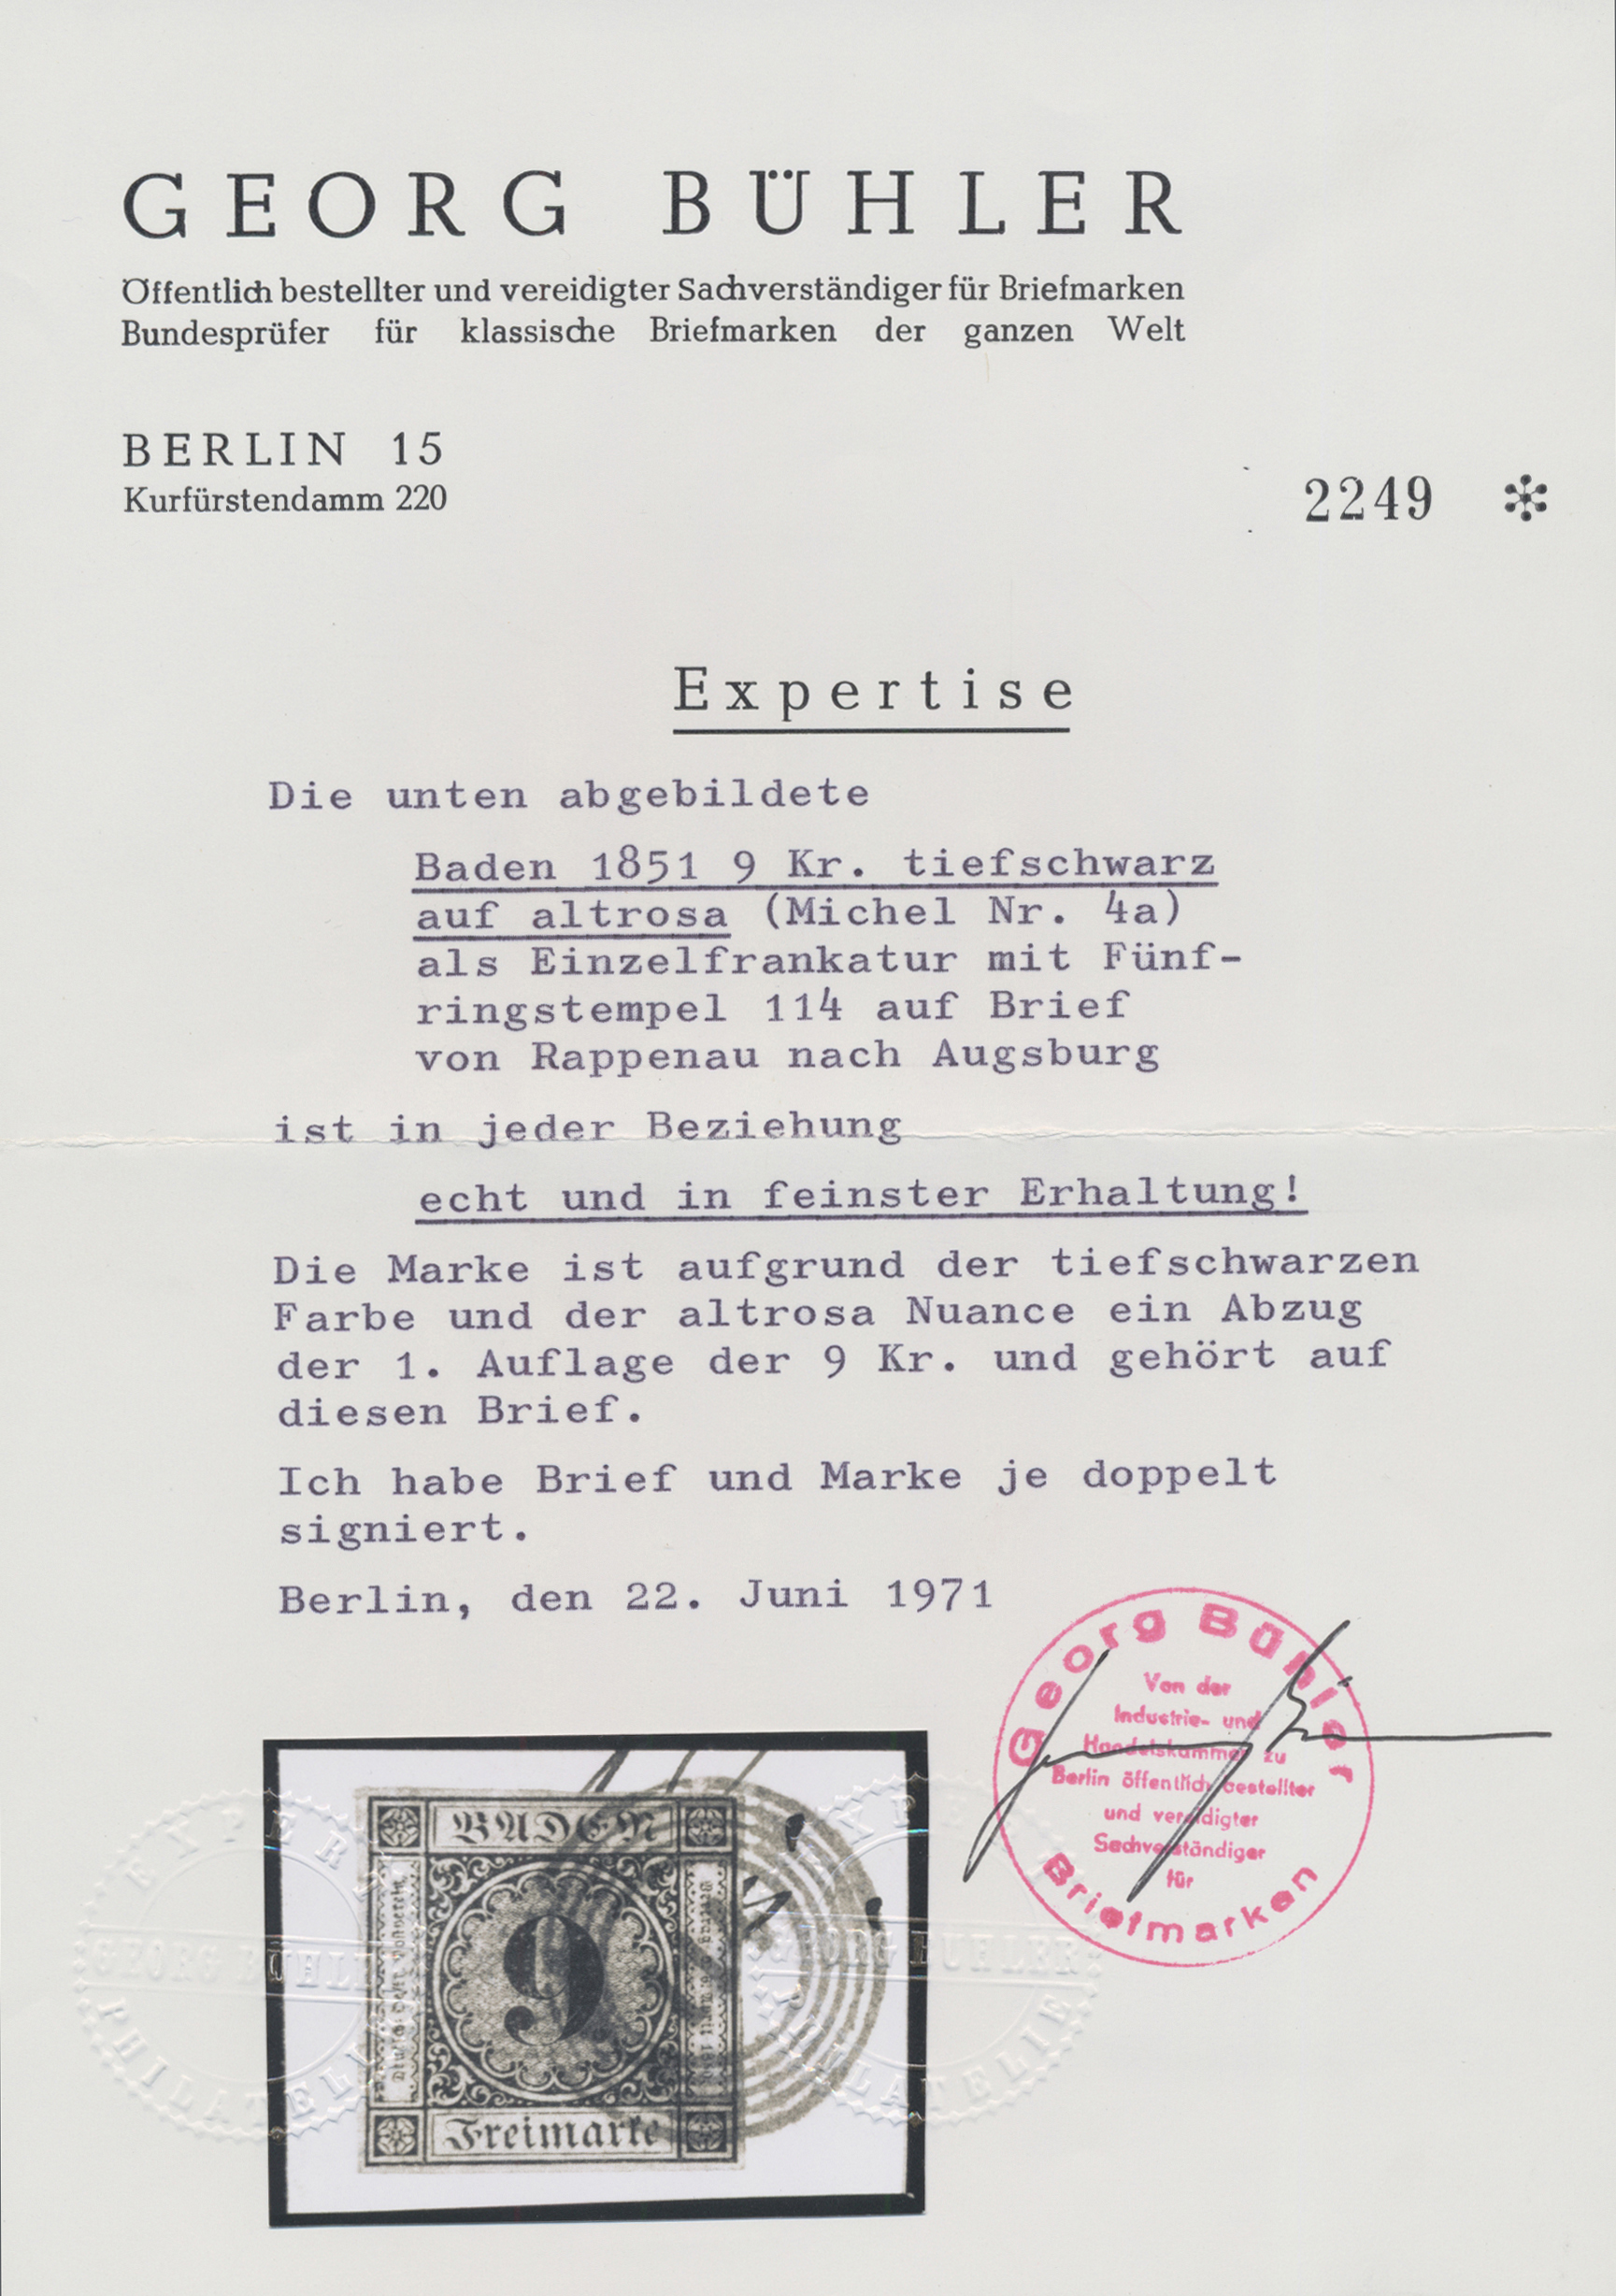 GEORG BÜHLER
Öffentlich bestellter und vereidigter Sachverständiger für Briefmarken
Bundesprüfer für klassische Briefmarken der ganzen Welt
BERLIN 15
Kurfürstendamm 220
2249
Expertise
Die unten abgebildete
Baden 1851 9 Kr. tiefschwarz
auf altrosa (Michel Nr. 4a)
als Einzelfrankatur mit Fünf-
ringstempel 114 auf Brief
von Rappenau nach Augsburg
ist in jeder Beziehung
echt und in feinster Erhaltung!
Die Marke ist aufgrund der tiefschwarzen
Farbe und der altrosa Nuance ein Abzug
der 1. Auflage der 9 Kr. und gehört auf
diesen Brief.
Ich habe Brief und Marke je doppelt
signiert.
Berlin, den 22. Juni 1971
Georg Bühler
Von der
Industrie- und
Handelskammer zu
Berlin öffentlich bestellter
und vereidigter
Sachverständiger
für
Briefmarken
BADEN
9
Freimarke
GEORG BÜHLER
PHILATELIE
GEORG BÜHLER
PHILATELIE